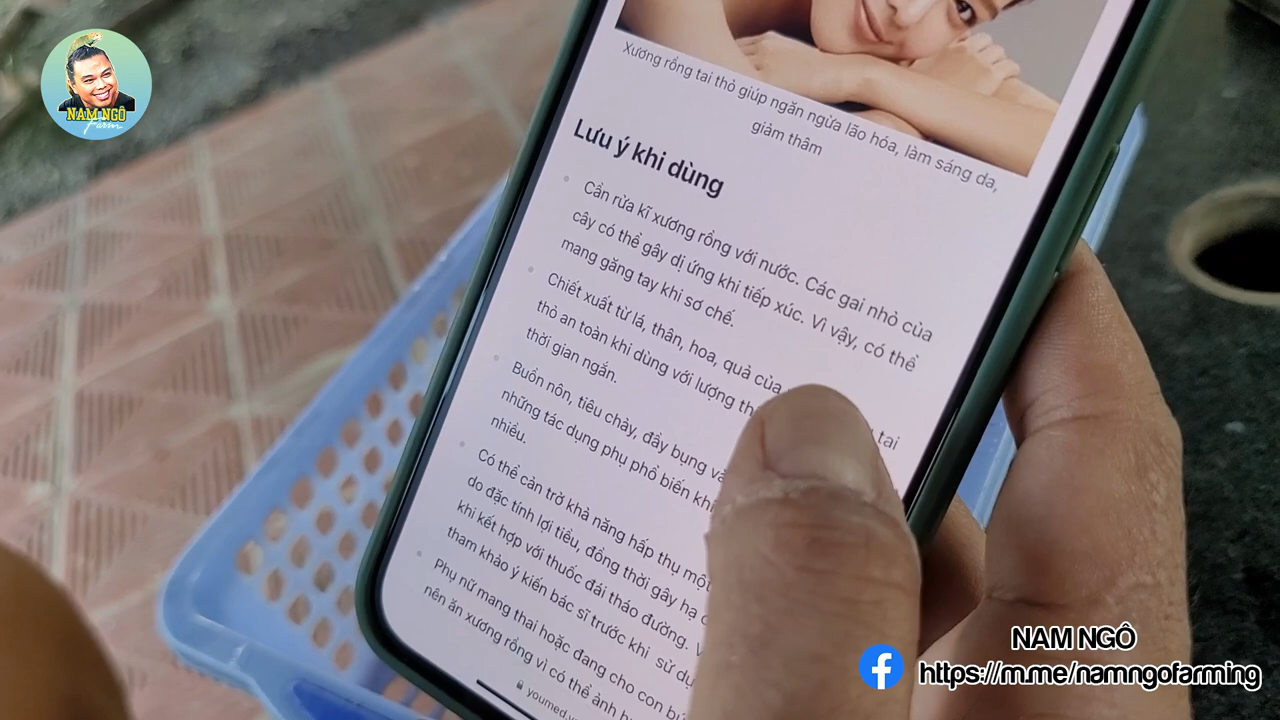 NAM NGÔ
Farm
Xương rồng tai thỏ giúp ngăn ngừa lão hóa, làm sáng da,
giảm thâm
Lưu ý khi dùng
Cần rửa kĩ xương rồng với nước. Các gai nhỏ của
cây có thể gây dị ứng khi tiếp xúc. Vì vậy, có thể
mang găng tay khi sơ chế.
Chiết xuất từ lá, thân, hoa, quả của tai
thỏ an toàn khi dùng với lượng
thời gian ngắn.
Buồn nôn, tiêu chảy, đầy bụng
những tác dụng phụ phổ biến
nhiều.
Có thể cản trở khả năng hấp thụ một
do đặc tính lợi tiểu, đồng thời gây hạ
khi kết hợp với thuốc đái tháo đường.
tham khảo ý kiến bác sĩ trước khi sử
Phụ nữ mang thai hoặc đang cho con
nên ăn xương rồng vì có thể ảnh
youmed.
NAM NGÔ
https://m.me/namngofarming